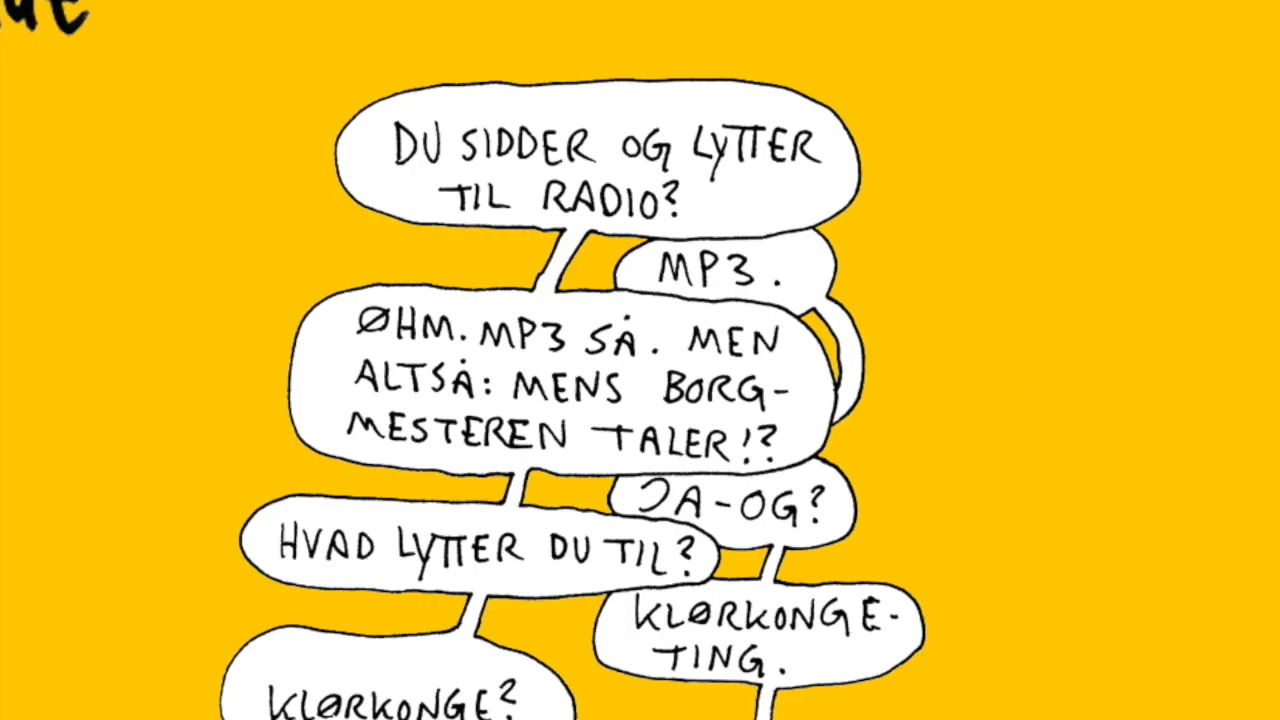 DU SIDDER OG LYTTER
TIL RADIO?
MP3.
ØHM. MP3 SÅ. MEN
ALTSÅ: MENS BORG-
MESTEREN TALER!?
JA-OG?
HVAD LYTTER DU TIL?
KLØRKONGE-
TING.
KLØRKONGE?